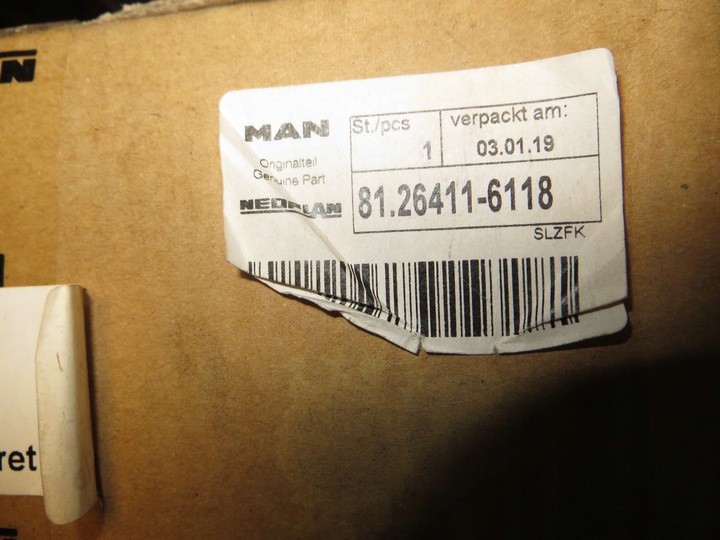 MAN
Originalteil
Genuine Part
NEOPLAN
St./pcs
1
verpackt am:
03.01.19
81.26411-6118
SLZFK
ret